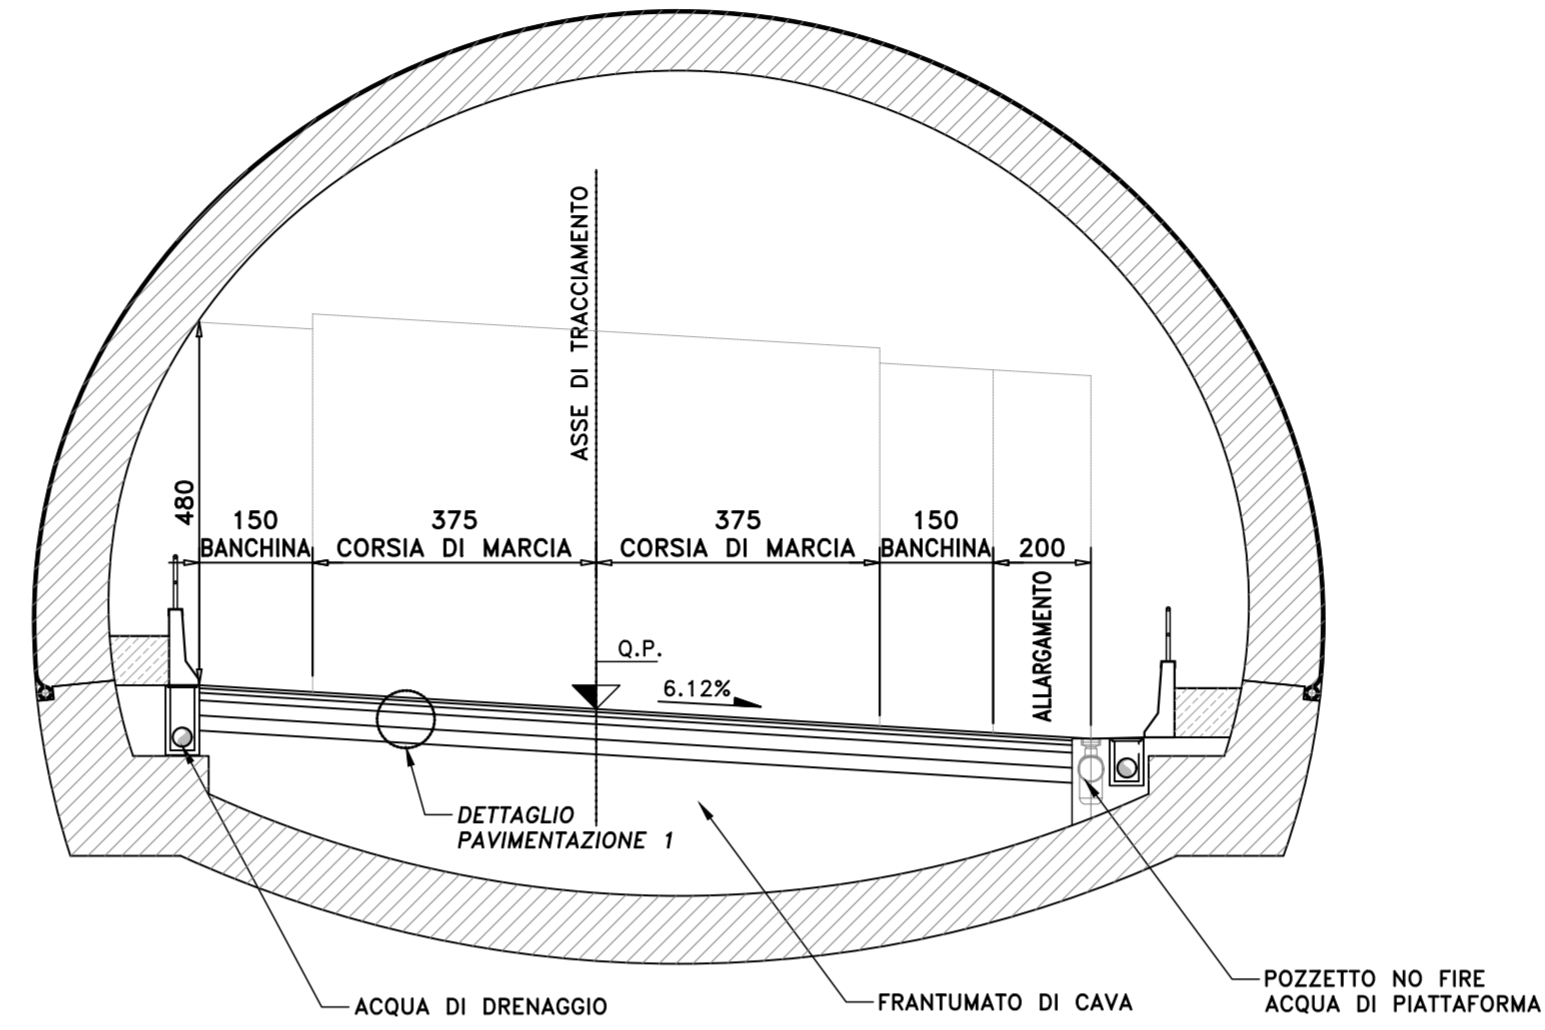 ASSE DI TRACCIAMENTO
480
150
BANCHINA
375
CORSIA DI MARCIA
375
CORSIA DI MARCIA
150
BANCHINA
200
ALLARGAMENTO
Q.P.
6.12%
DETTAGLIO
PAVIMENTAZIONE 1
ACQUA DI DRENAGGIO
FRANTUMATO DI CAVA
POZZETTO NO FIRE
ACQUA DI PIATTAFORMA